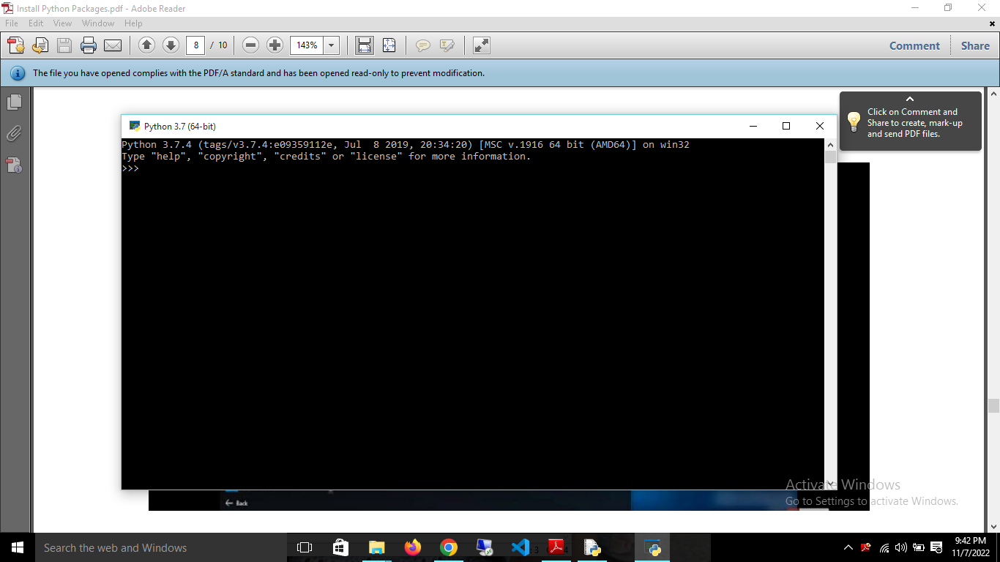 Install Python Packages.pdf - Adobe Reader
File Edit View Window Help
8 / 10 143% Comment Share
The file you have opened complies with the PDF/A standard and has been opened read-only to prevent modification.
Click on Comment and
Share to create, mark-up
and send PDF files.
Python 3.7 (64-bit)
Python 3.7.4 (tags/v3.7.4:e09359112e, Jul  8 2019, 20:34:20) [MSC v.1916 64 bit (AMD64)] on win32
Type "help", "copyright", "credits" or "license" for more information.
>>>
Activate Windows
Go to Settings to activate Windows.
Back
Search the web and Windows
9:42 PM
11/7/2022